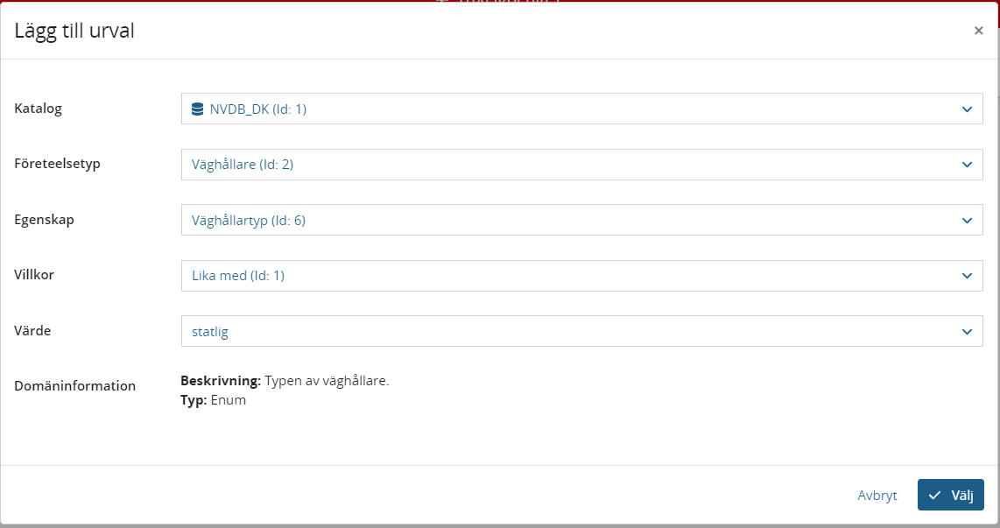 Lägg till urval
×
Katalog
NVDB_DK (Id: 1)
Företeelsetyp
Väghållare (Id: 2)
Egenskap
Väghållartyp (Id: 6)
Villkor
Lika med (Id: 1)
Värde
statlig
Domäninformation
Beskrivning: Typen av väghållare.
Typ: Enum
Avbryt
Välj